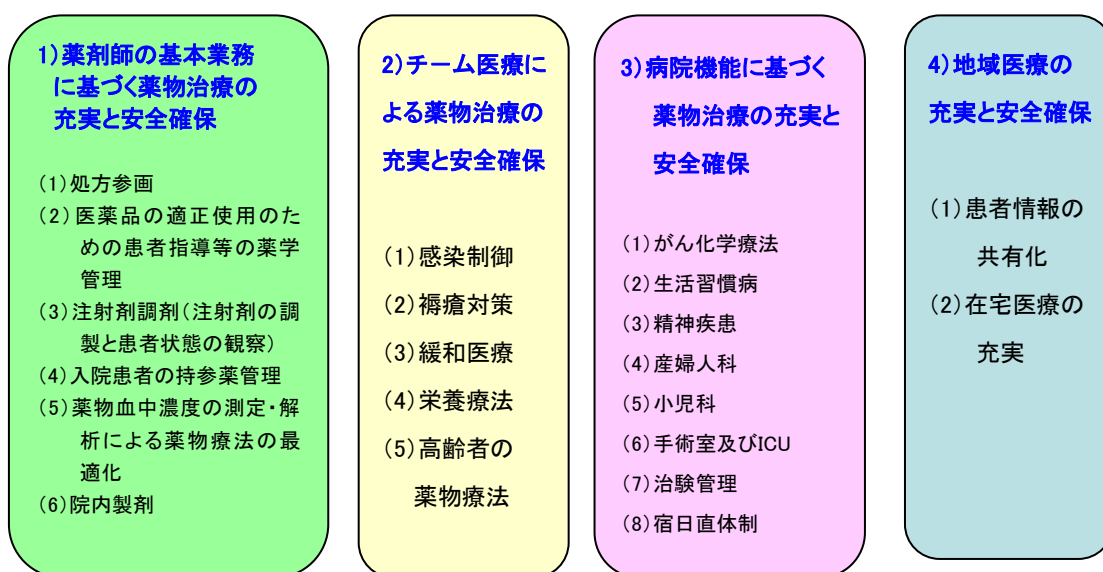 1)薬剤師の基本業務
に基づく薬物治療の
充実と安全確保
(1)処方参画
(2)医薬品の適正使用のた
めの患者指導等の薬学
管理
(3)注射剤調剤(注射剤の調
製と患者状態の観察)
(4)入院患者の持参薬管理
(5)薬物血中濃度の測定・解
析による薬物療法の最
適化
(6)院内製剤
2)チーム医療に
よる薬物治療の
充実と安全確保
(1)感染制御
(2)褥瘡対策
(3)緩和医療
(4)栄養療法
(5)高齢者の
薬物療法
3)病院機能に基づく
薬物治療の充実と
安全確保
(1)がん化学療法
(2)生活習慣病
(3)精神疾患
(4)産婦人科
(5)小児科
(6)手術室及びICU
(7)治験管理
(8)宿日直体制
4)地域医療の
充実と安全確保
(1)患者情報の
共有化
(2)在宅医療の
充実